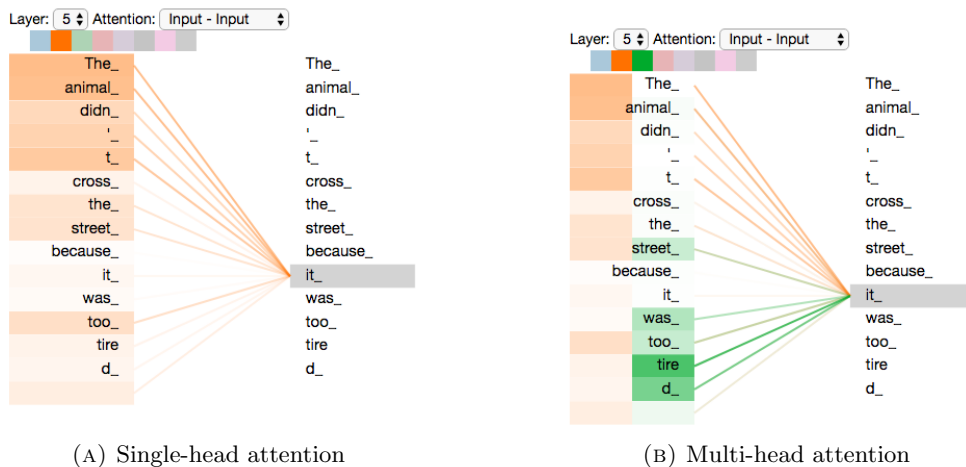 Layer: 5 Attention: Input - Input
The_ The_
animal_ animal_
didn_ didn_
'_ '_
t_ t_
cross_ cross_
the_ the_
street_ street_
because_ because_
it_ it_
was_ was_
too_ too_
tire tire
d_ d_
(A) Single-head attention
Layer: 5 Attention: Input - Input
The_ The_
animal_ animal_
didn_ didn_
'_ '_
t_ t_
cross_ cross_
the_ the_
street_ street_
because_ because_
it_ it_
was_ was_
too_ too_
tire tire
d_ d_
(B) Multi-head attention